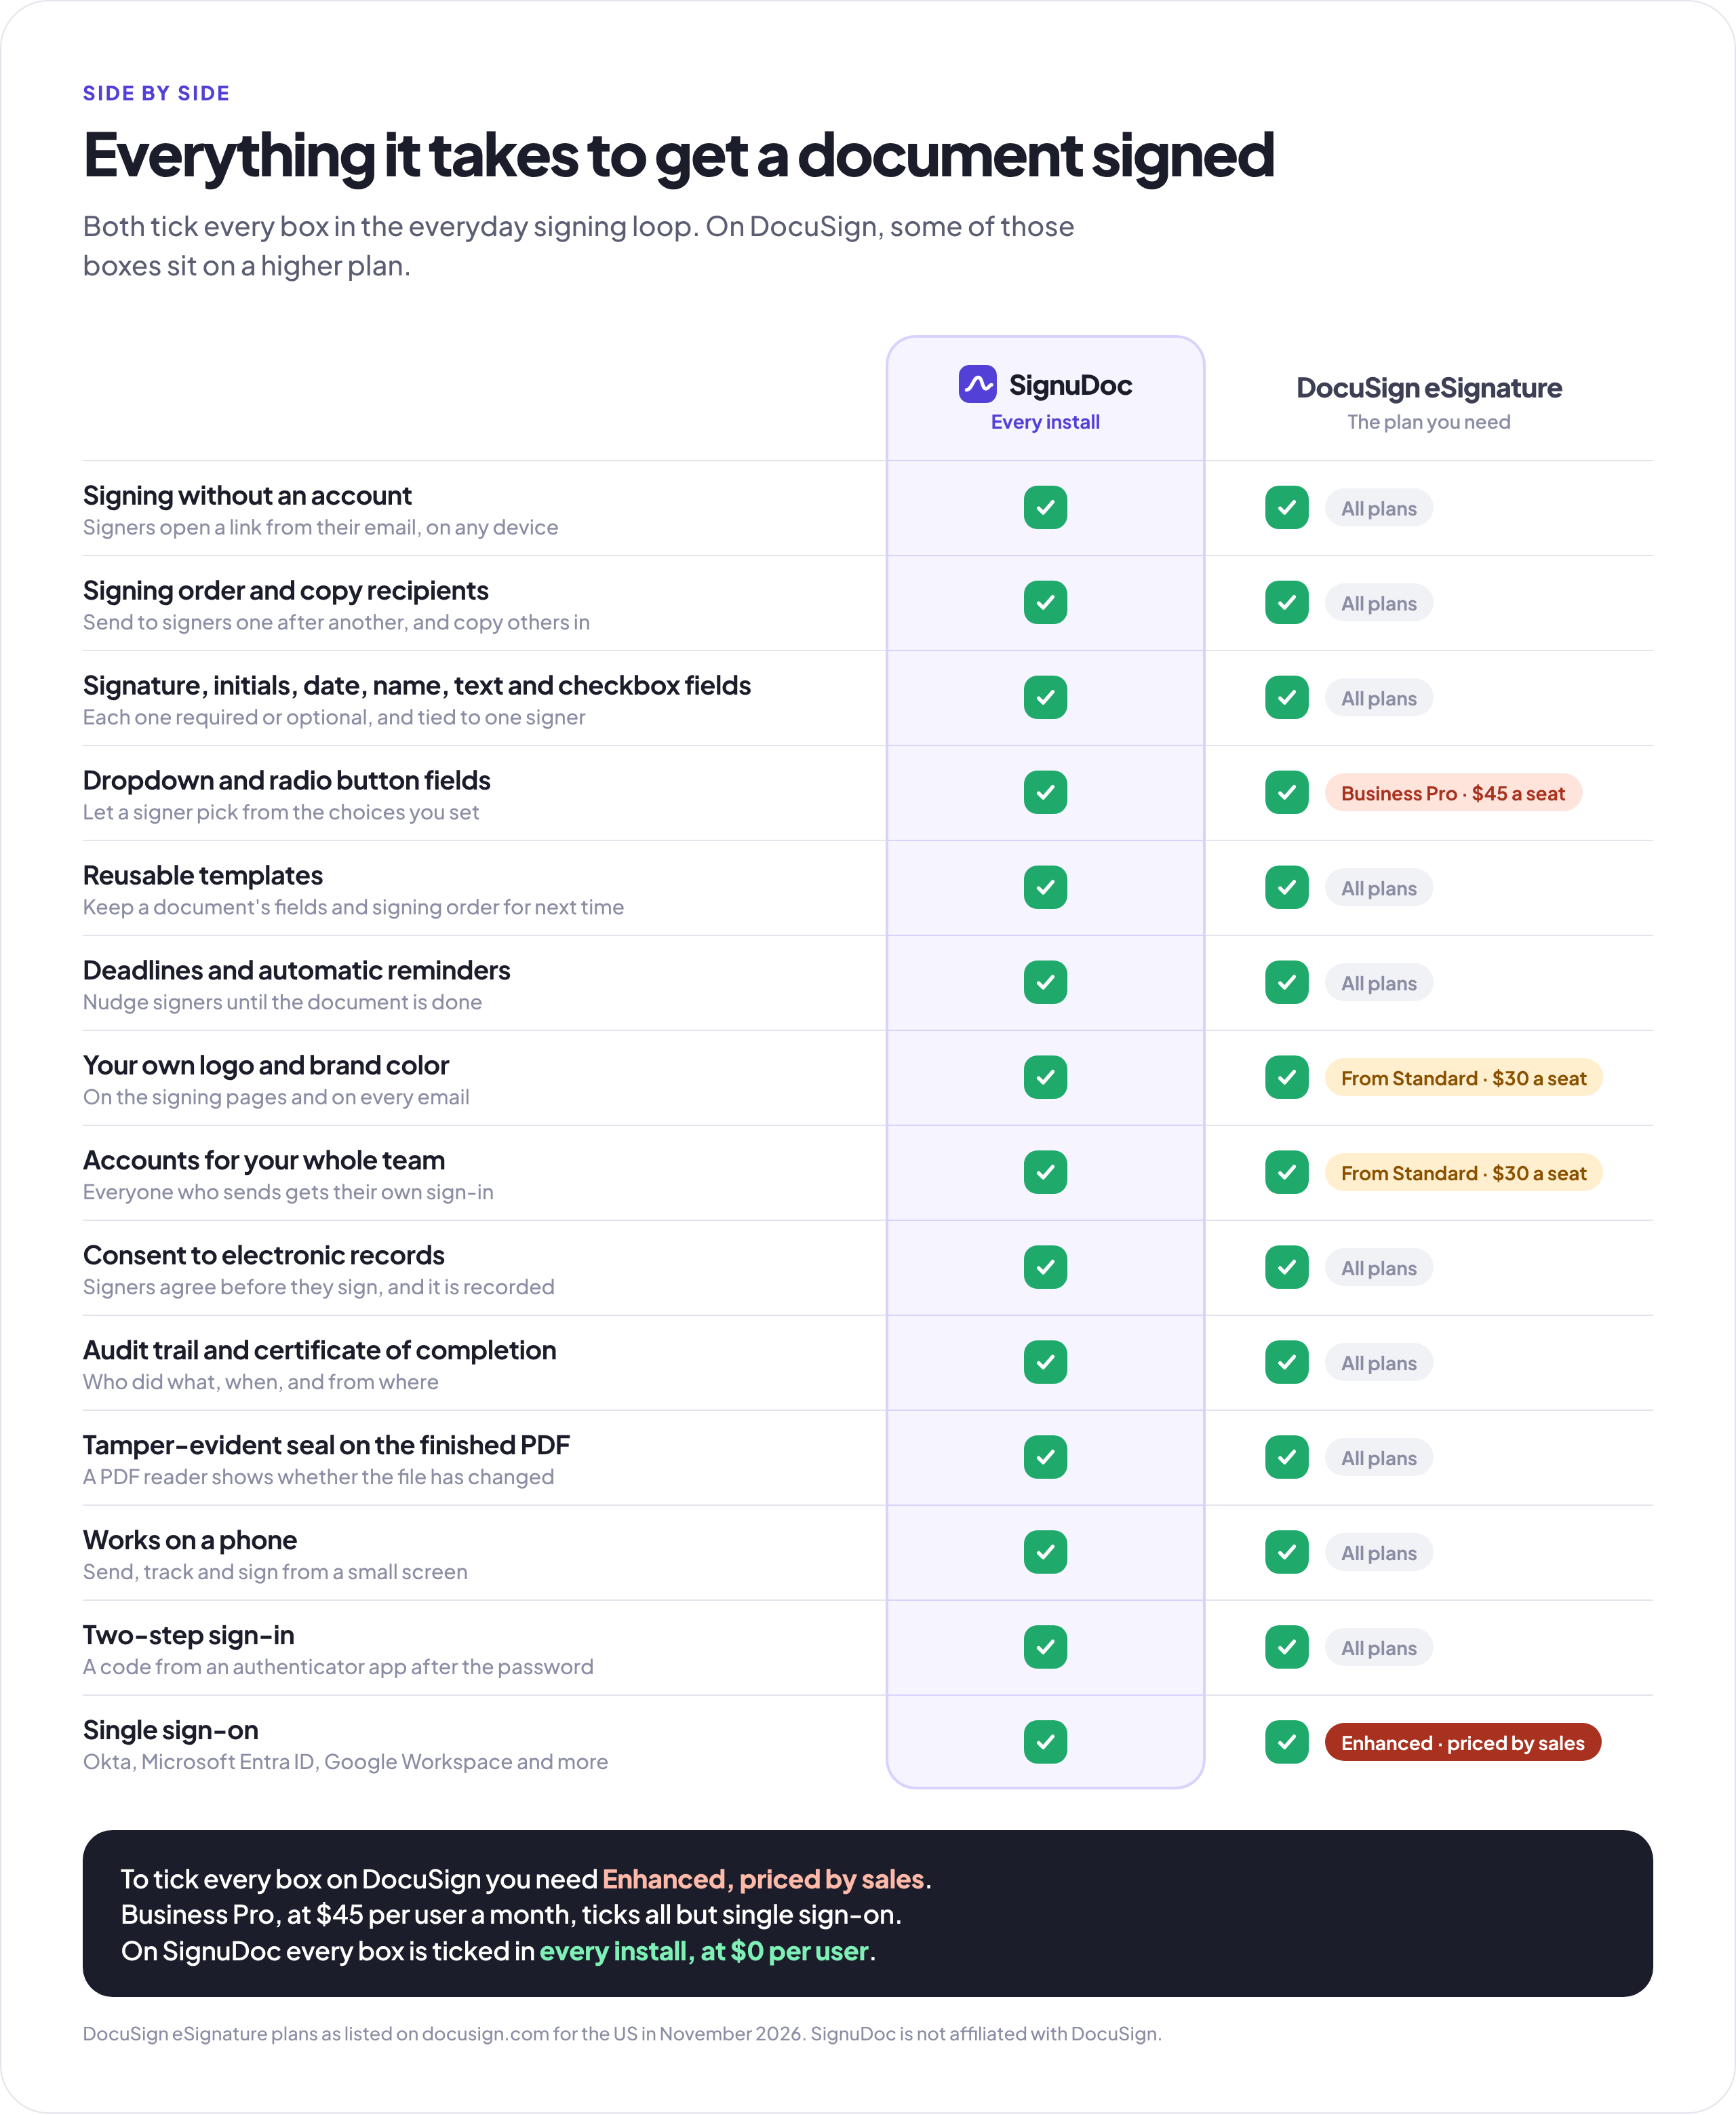 SIDE BY SIDE
Everything it takes to get a document signed
Both tick every box in the everyday signing loop. On DocuSign, some of those
boxes sit on a higher plan.
SignuDoc
Every install
DocuSign eSignature
The plan you need
Signing without an account
Signers open a link from their email, on any device
All plans
Signing order and copy recipients
Send to signers one after another, and copy others in
All plans
Signature, initials, date, name, text and checkbox fields
Each one required or optional, and tied to one signer
All plans
Dropdown and radio button fields
Let a signer pick from the choices you set
Business Pro · $45 a seat
Reusable templates
Keep a document's fields and signing order for next time
All plans
Deadlines and automatic reminders
Nudge signers until the document is done
All plans
Your own logo and brand color
On the signing pages and on every email
From Standard · $30 a seat
Accounts for your whole team
Everyone who sends gets their own sign-in
From Standard · $30 a seat
Consent to electronic records
Signers agree before they sign, and it is recorded
All plans
Audit trail and certificate of completion
Who did what, when, and from where
All plans
Tamper-evident seal on the finished PDF
A PDF reader shows whether the file has changed
All plans
Works on a phone
Send, track and sign from a small screen
All plans
Two-step sign-in
A code from an authenticator app after the password
All plans
Single sign-on
Okta, Microsoft Entra ID, Google Workspace and more
Enhanced · priced by sales
To tick every box on DocuSign you need Enhanced, priced by sales.
Business Pro, at $45 per user a month, ticks all but single sign-on.
On SignuDoc every box is ticked in every install, at $0 per user.
DocuSign eSignature plans as listed on docusign.com for the US in November 2026. SignuDoc is not affiliated with DocuSign.